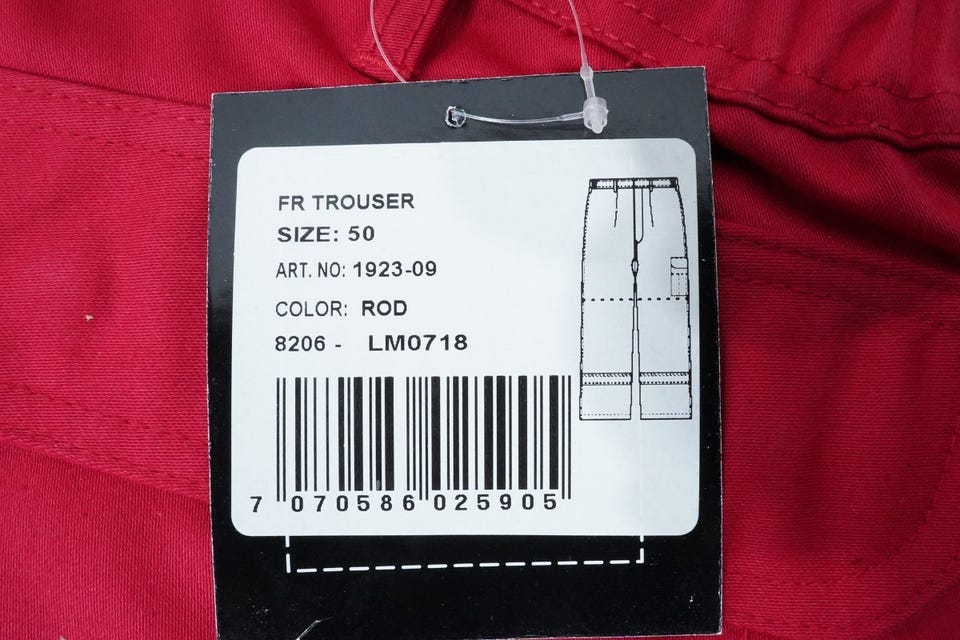 FR TROUSER
SIZE: 50
ART. NO: 1923-09
COLOR: ROD
8206 - LM0718
7 070586 025905